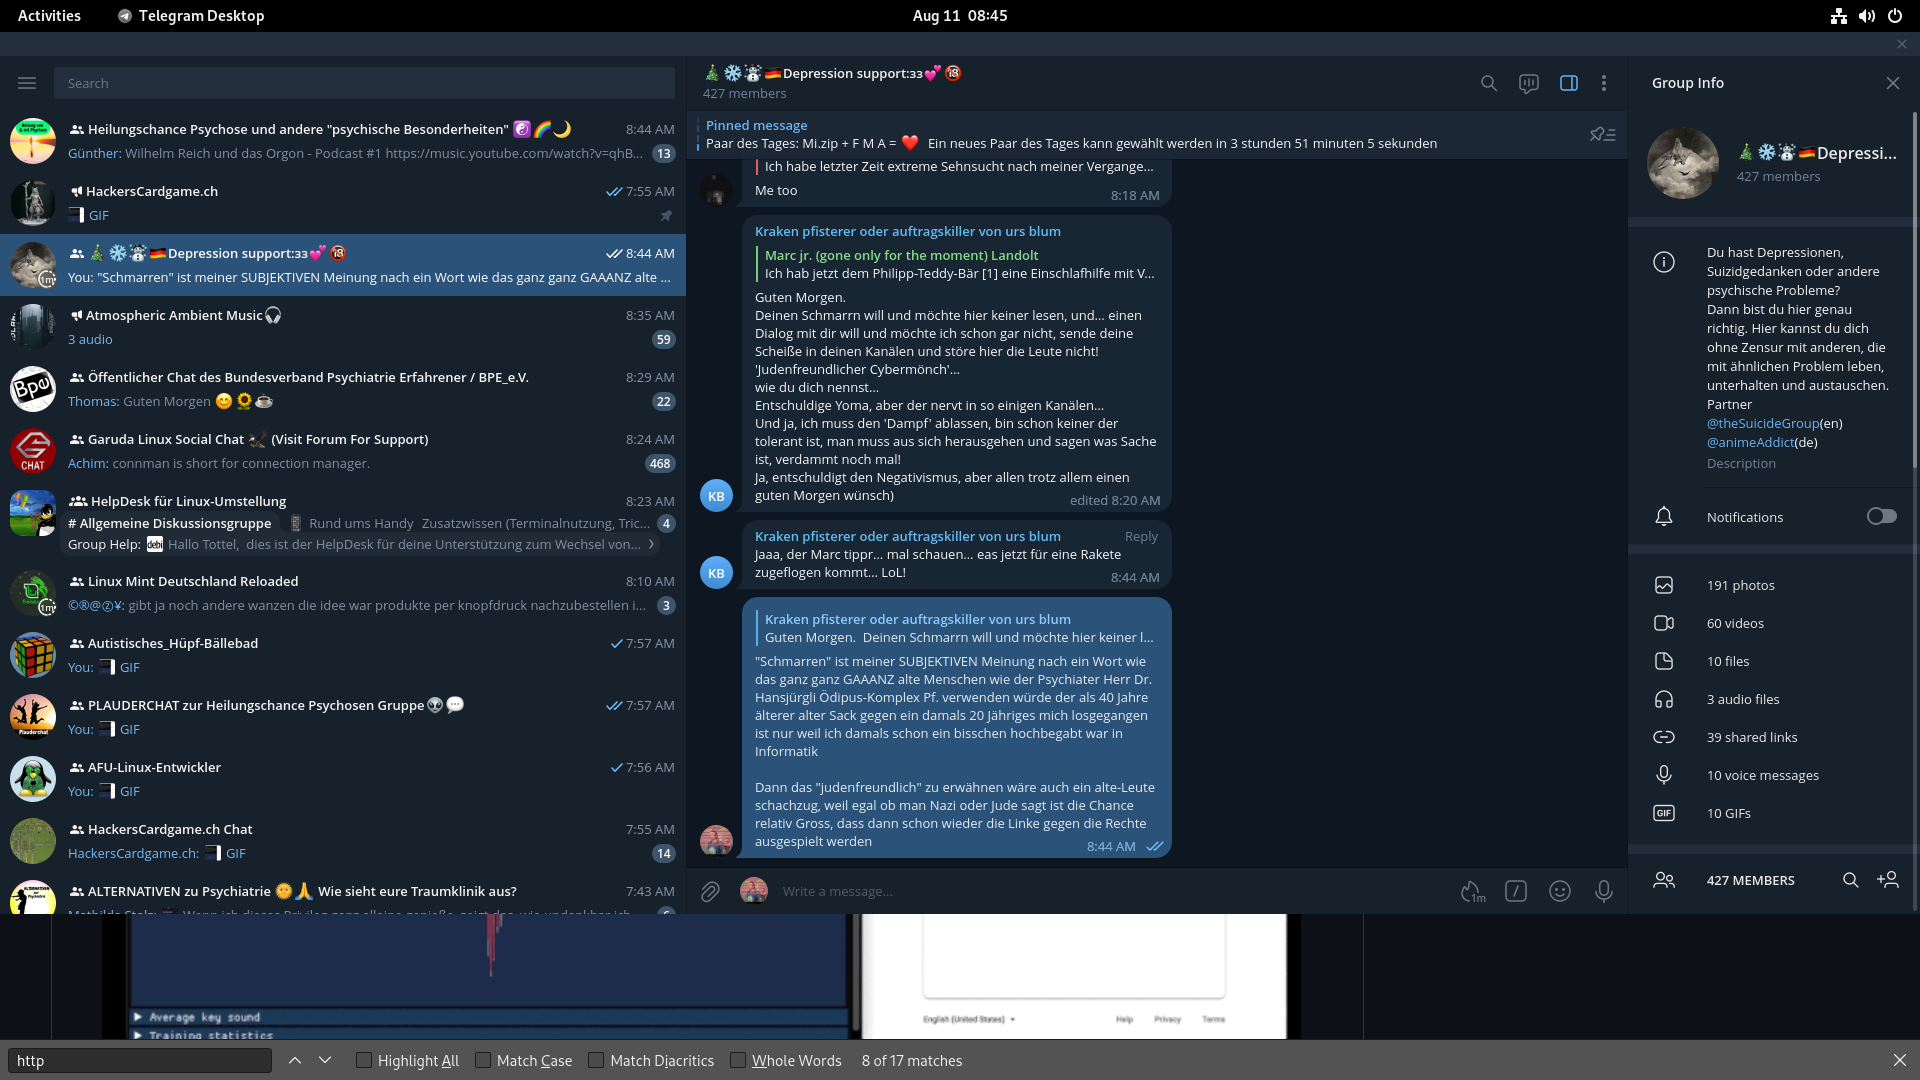 Activities
Telegram Desktop
Aug 11 08:45
Search
Heilungschance Psychose und andere "psychische Besonderheiten" ☯️🌈🌙
8:44 AM
Günther: Wilhelm Reich und das Orgon - Podcast #1 https://music.youtube.com/watch?v=qhB...
13
HackersCardgame.ch
7:55 AM
GIF
🎄❄️☃️🇩🇪Depression support:зз💕🔞
8:44 AM
You: "Schmarren" ist meiner SUBJEKTIVEN Meinung nach ein Wort wie das ganz ganz GAAANZ alte ...
1m
Atmospheric Ambient Music🎧
8:35 AM
3 audio
59
Bpe
Öffentlicher Chat des Bundesverband Psychiatrie Erfahrener / BPE_e.V.
8:29 AM
Thomas: Guten Morgen 😊🌻☕
22
CHAT
Garuda Linux Social Chat 🦅 (Visit Forum For Support)
8:24 AM
Achim: connman is short for connection manager.
468
HelpDesk für Linux-Umstellung
8:23 AM
# Allgemeine Diskussionsgruppe
Rund ums Handy Zusatzwissen (Terminalnutzung, Tric...
4
Group Help: debi Hallo Tottel, dies ist der HelpDesk für deine Unterstützung zum Wechsel von...
Linux Mint Deutschland Reloaded
8:10 AM
©®@ⓩ¥: gibt ja noch andere wanzen die idee war produkte per knopfdruck nachzubestellen i...
3
1m
Autistisches_Hüpf-Bällebad
7:57 AM
You: GIF
PLAUDERCHAT zur Heilungschance Psychosen Gruppe👽💬
7:57 AM
You: GIF
Plauderchat
AFU-Linux-Entwickler
7:56 AM
You: GIF
HackersCardgame.ch Chat
7:55 AM
HackersCardgame.ch: GIF
14
ALTERNATIVEN zu Psychiatrie 🌞🙏 Wie sieht eure Traumklinik aus?
7:43 AM
🎄❄️☃️🇩🇪Depression support:зз💕🔞
427 members
Pinned message
Paar des Tages: Mi.zip + F M A = ❤️ Ein neues Paar des Tages kann gewählt werden in 3 stunden 51 minuten 5 sekunden
Ich habe letzter Zeit extreme Sehnsucht nach meiner Vergange...
Me too
8:18 AM
Kraken pfisterer oder auftragskiller von urs blum
Marc jr. (gone only for the moment) Landolt
Ich hab jetzt dem Philipp-Teddy-Bär [1] eine Einschlafhilfe mit V...
Guten Morgen.
Deinen Schmarrn will und möchte hier keiner lesen, und... einen
Dialog mit dir will und möchte ich schon gar nicht, sende deine
Scheiße in deinen Kanälen und störe hier die Leute nicht!
'Judenfreundlicher Cybermönch'...
wie du dich nennst...
Entschuldige Yoma, aber der nervt in so einigen Kanälen...
Und ja, ich muss den 'Dampf' ablassen, bin schon keiner der
tolerant ist, man muss aus sich herausgehen und sagen was Sache
ist, verdammt noch mal!
Ja, entschuldigt den Negativismus, aber allen trotz allem einen
guten Morgen wünsch)
edited 8:20 AM
KB
Kraken pfisterer oder auftragskiller von urs blum
Reply
Jaaa, der Marc tippr... mal schauen... eas jetzt für eine Rakete
zugeflogen kommt... LoL!
8:44 AM
KB
Kraken pfisterer oder auftragskiller von urs blum
Guten Morgen. Deinen Schmarrn will und möchte hier keiner l...
"Schmarren" ist meiner SUBJEKTIVEN Meinung nach ein Wort wie
das ganz ganz GAAANZ alte Menschen wie der Psychiater Herr Dr.
Hansjürgli Ödipus-Komplex Pf. verwenden würde der als 40 Jahre
älterer alter Sack gegen ein damals 20 Jähriges mich losgegangen
ist nur weil ich damals schon ein bisschen hochbegabt war in
Informatik
Dann das "judenfreundlich" zu erwähnen wäre auch ein alte-Leute
schachzug, weil egal ob man Nazi oder Jude sagt ist die Chance
relativ Gross, dass dann schon wieder die Linke gegen die Rechte
ausgespielt werden
8:44 AM
Write a message...
1m
Group Info
🎄❄️☃️🇩🇪Depressi...
427 members
Du hast Depressionen,
Suizidgedanken oder andere
psychische Probleme?
Dann bist du hier genau
richtig. Hier kannst du dich
ohne Zensur mit anderen, die
mit ähnlichen Problem leben,
unterhalten und austauschen.
Partner
@theSuicideGroup(en)
@animeAddict(de)
Description
Notifications
191 photos
60 videos
10 files
3 audio files
39 shared links
10 voice messages
GIF
10 GIFs
427 MEMBERS
Average key sound
Training statistics
English (United States)
Help
Privacy
Terms
http
Highlight All
Match Case
Match Diacritics
Whole Words
8 of 17 matches